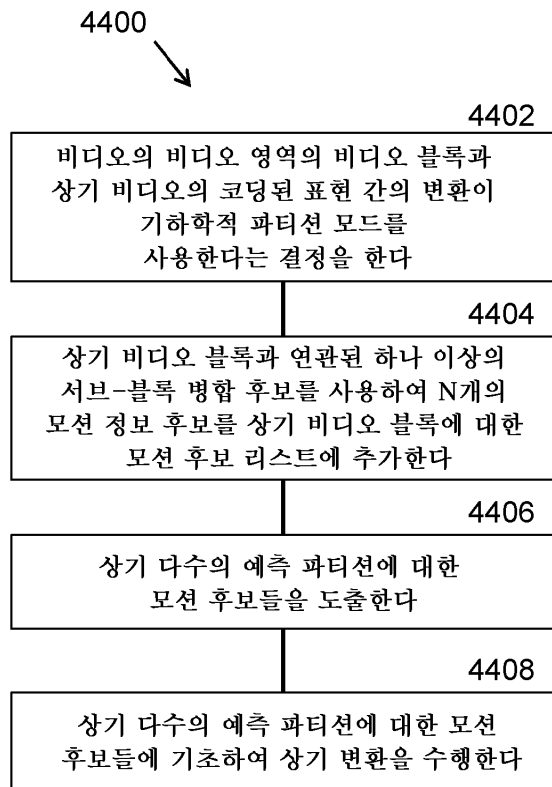 4400
4402
비디오의 비디오 영역의 비디오 블록과
상기 비디오의 코딩된 표현 간의 변환이
기하학적 파티션 모드를
사용한다는 결정을 한다
4404
상기 비디오 블록과 연관된 하나 이상의
서브-블록 병합 후보를 사용하여 N개의
모션 정보 후보를 상기 비디오 블록에 대한
모션 후보 리스트에 추가한다
4406
상기 다수의 예측 파티션에 대한
모션 후보들을 도출한다
4408
상기 다수의 예측 파티션에 대한 모션
후보들에 기초하여 상기 변환을 수행한다